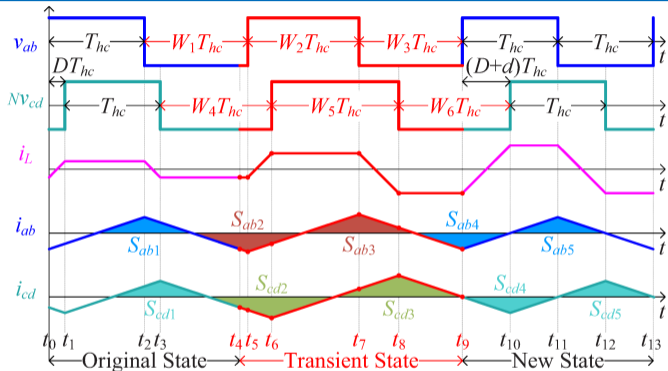 v_ab T_hc W_1T_hc W_2T_hc W_3T_hc T_hc T_hc t
DT_hc (D+d)T_hc
Nv_cd T_hc W_4T_hc W_5T_hc W_6T_hc T_hc t
i_L t
i_ab S_ab1 S_ab2 S_ab3 S_ab4 S_ab5 t
i_cd S_cd1 S_cd2 S_cd3 S_cd4 S_cd5 t
t_0 t_1 t_2 t_3 t_4 t_5 t_6 t_7 t_8 t_9 t_10 t_11 t_12 t_13
Original State Transient State New State